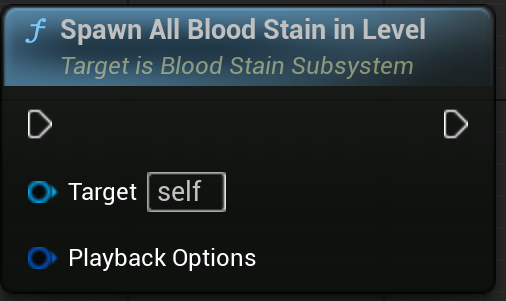 f Spawn All Blood Stain in Level
Target is Blood Stain Subsystem
Target self
Playback Options